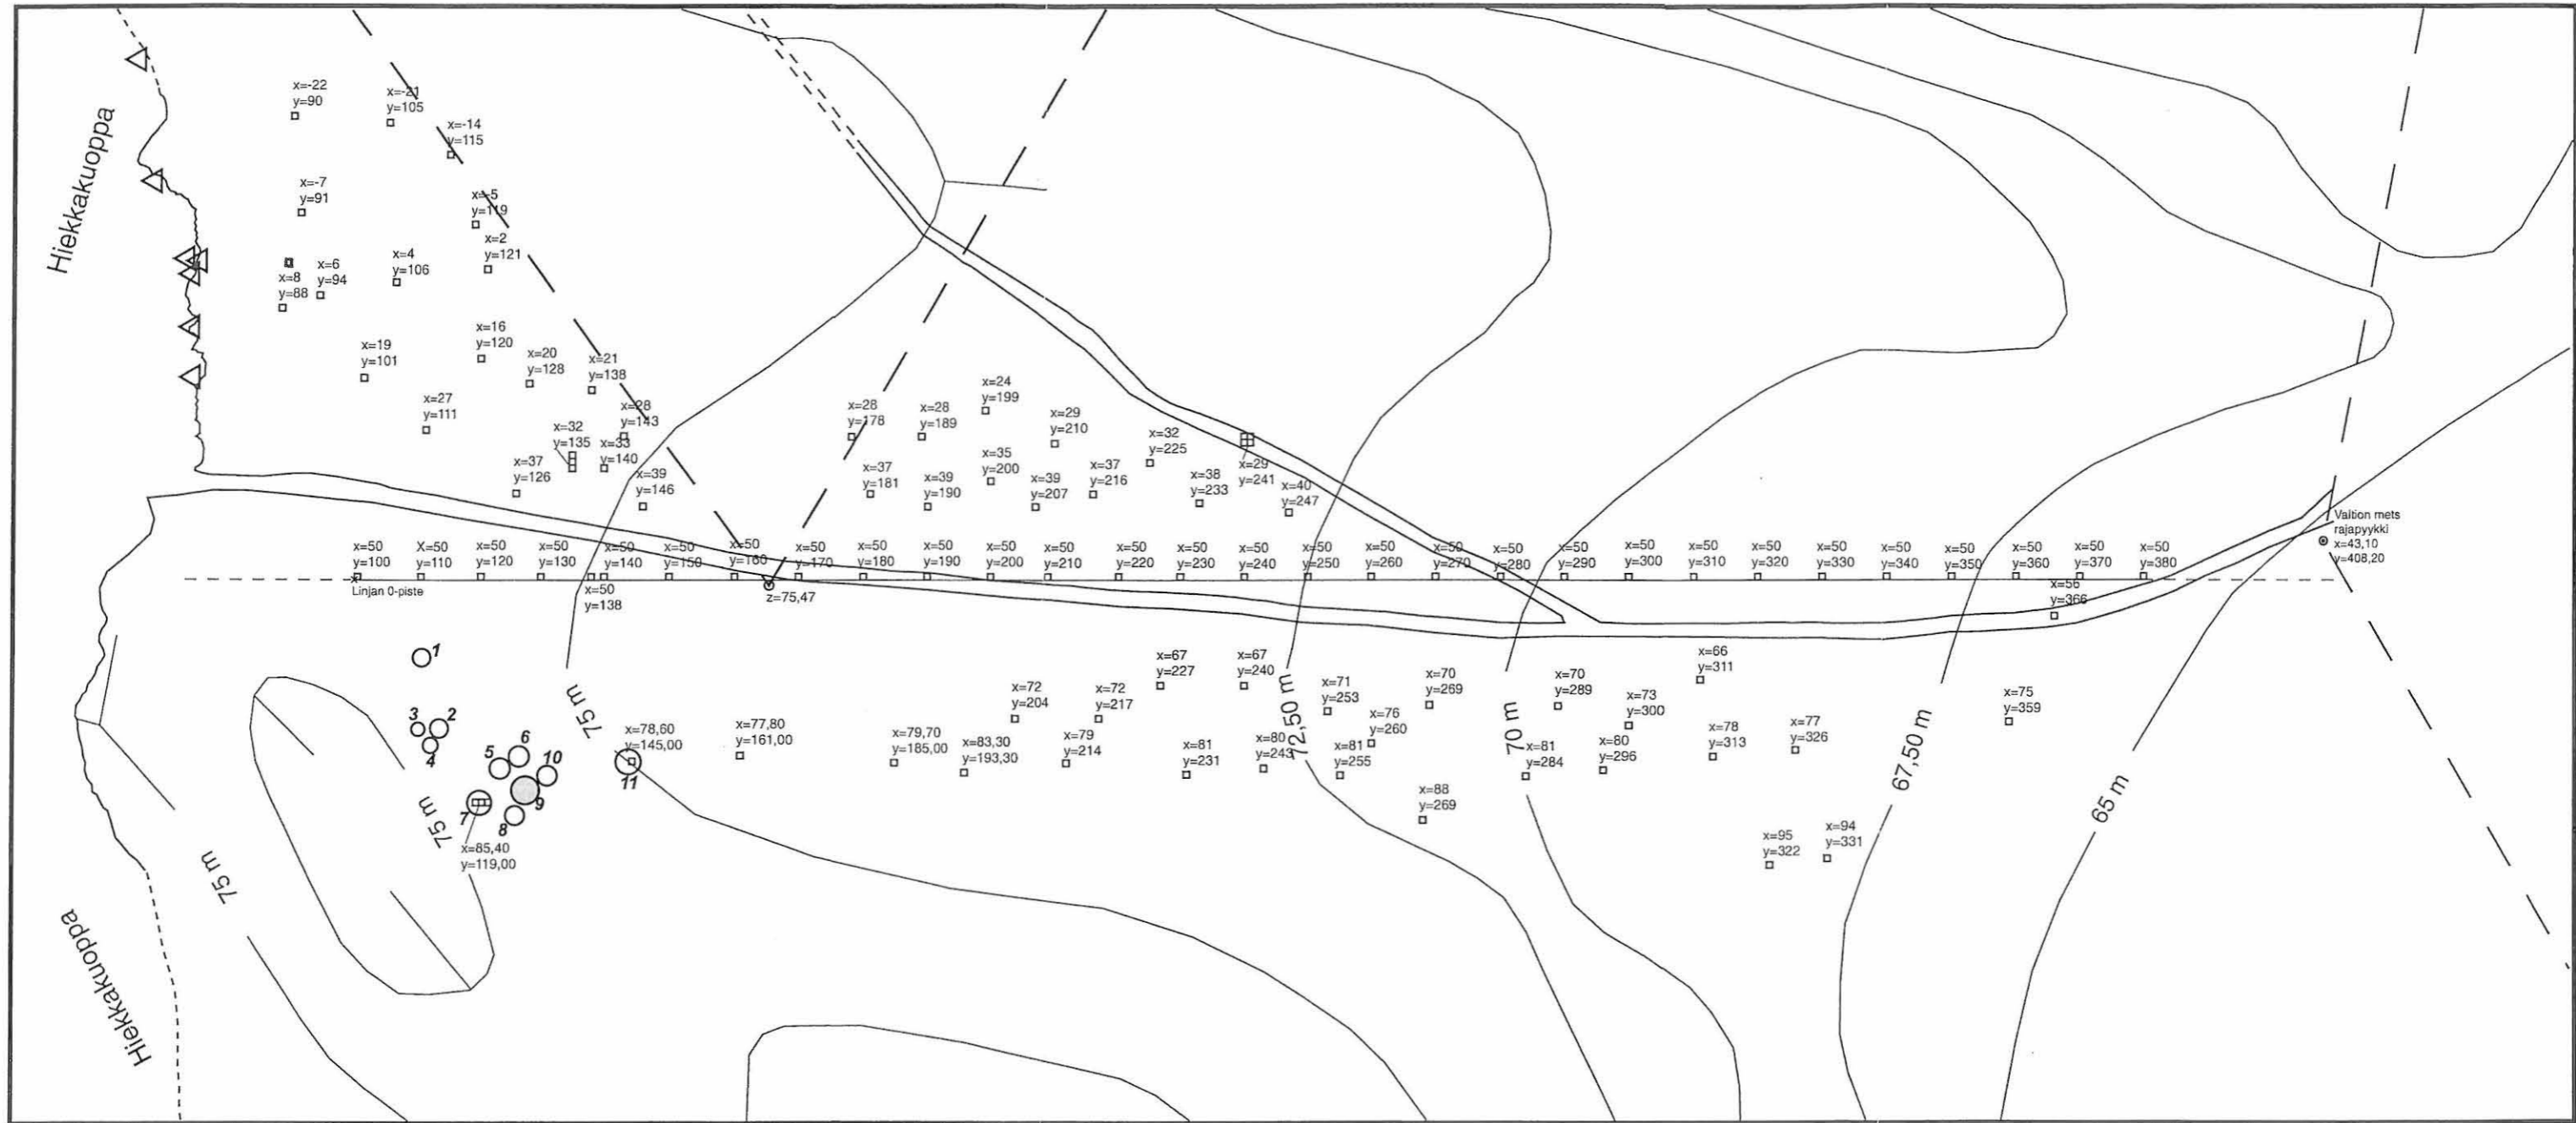 Hiekkakuoppa
x=-22
y=90
x=-21
y=105
x=-14
y=115
x=-7
y=91
x=-5
y=119
x=2
y=121
x=4
y=106
x=6
y=94
x=8
y=88
x=16
y=120
x=19
y=101
x=20
y=128
x=21
y=138
x=27
y=111
x=28
y=143
x=32
y=135
x=33
y=140
x=37
y=126
x=39
y=146
x=28
y=178
x=28
y=189
x=24
y=199
x=29
y=210
x=32
y=225
x=29
y=241
x=37
y=181
x=39
y=190
x=35
y=200
x=39
y=207
x=37
y=216
x=38
y=233
x=40
y=247
Valtion mets
rajapyykki
x=43,10
y=408,20
x=50
y=100
X=50
y=110
x=50
y=120
x=50
y=130
x=50
y=140
x=50
y=150
x=50
y=160
x=50
y=170
x=50
y=180
x=50
y=190
x=50
y=200
x=50
y=210
x=50
y=220
x=50
y=230
x=50
y=240
x=50
y=250
x=50
y=260
x=50
y=270
x=50
y=280
x=50
y=290
x=50
y=300
x=50
y=310
x=50
y=320
x=50
y=330
x=50
y=340
x=50
y=350
x=50
y=360
x=50
y=370
x=50
y=380
Linjan 0-piste
x=50
y=138
z=75,47
x=56
y=366
1
2
3
4
5
6
7
8
9
10
11
x=85,40
y=119,00
x=78,60
y=145,00
x=77,80
y=161,00
x=79,70
y=185,00
x=83,30
y=193,30
x=72
y=204
x=79
y=214
x=72
y=217
x=67
y=227
x=81
y=231
x=67
y=240
x=80
y=243
x=71
y=253
x=81
y=255
x=76
y=260
x=70
y=269
x=88
y=269
x=81
y=284
x=70
y=289
x=80
y=296
x=73
y=300
x=66
y=311
x=78
y=313
x=77
y=326
x=95
y=322
x=94
y=331
x=75
y=359
75 m
75 m
75 m
72,50 m
70 m
67,50 m
65 m
Hiekkakuoppa